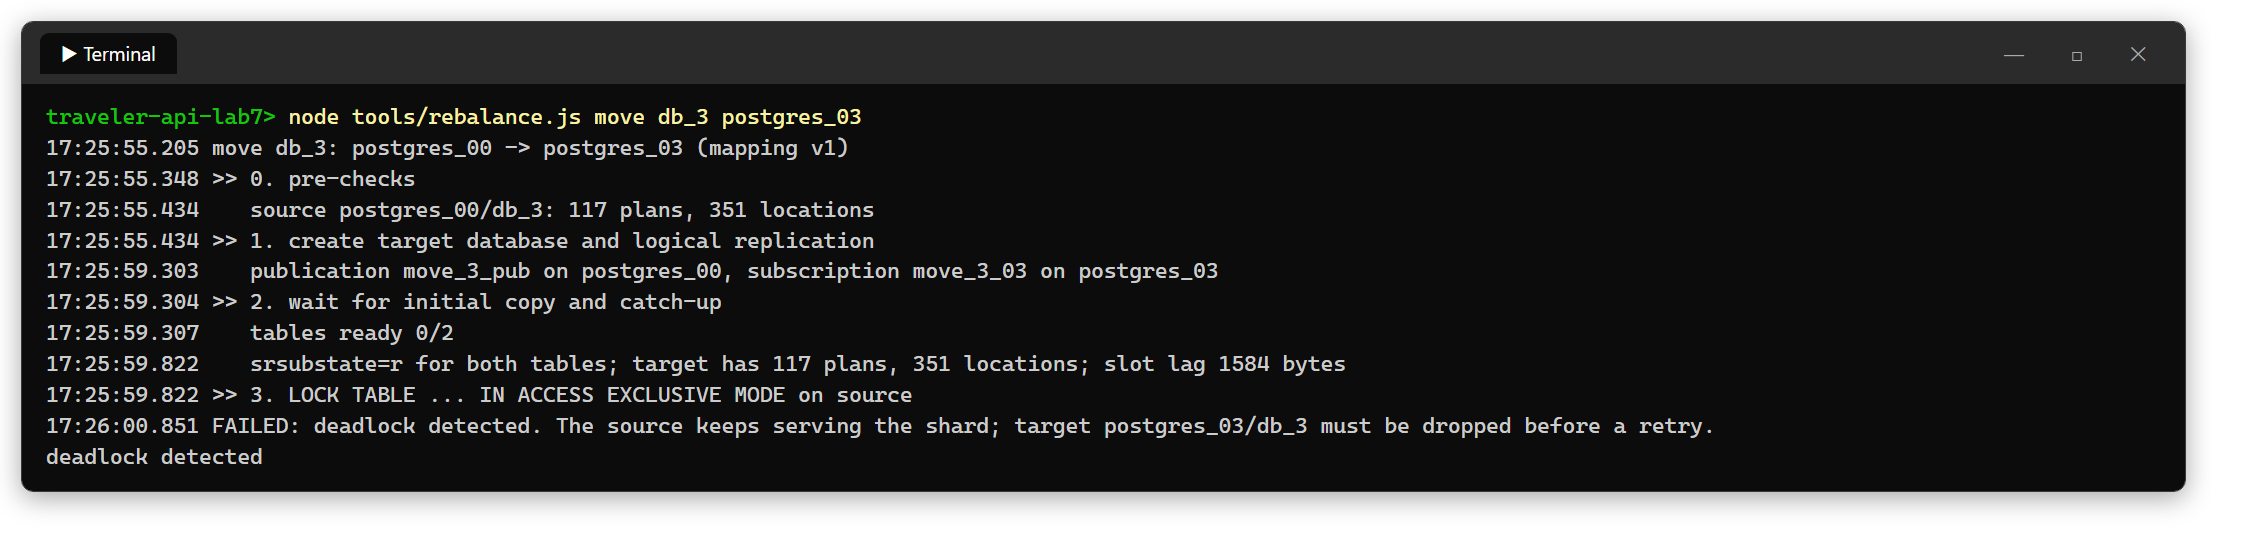 ▶ Terminal
traveler-api-lab7> node tools/rebalance.js move db_3 postgres_03
17:25:55.205 move db_3: postgres_00 -> postgres_03 (mapping v1)
17:25:55.348 >> 0. pre-checks
17:25:55.434    source postgres_00/db_3: 117 plans, 351 locations
17:25:55.434 >> 1. create target database and logical replication
17:25:59.303    publication move_3_pub on postgres_00, subscription move_3_03 on postgres_03
17:25:59.304 >> 2. wait for initial copy and catch-up
17:25:59.307    tables ready 0/2
17:25:59.822    srsubstate=r for both tables; target has 117 plans, 351 locations; slot lag 1584 bytes
17:25:59.822 >> 3. LOCK TABLE ... IN ACCESS EXCLUSIVE MODE on source
17:26:00.851 FAILED: deadlock detected. The source keeps serving the shard; target postgres_03/db_3 must be dropped before a retry.
deadlock detected